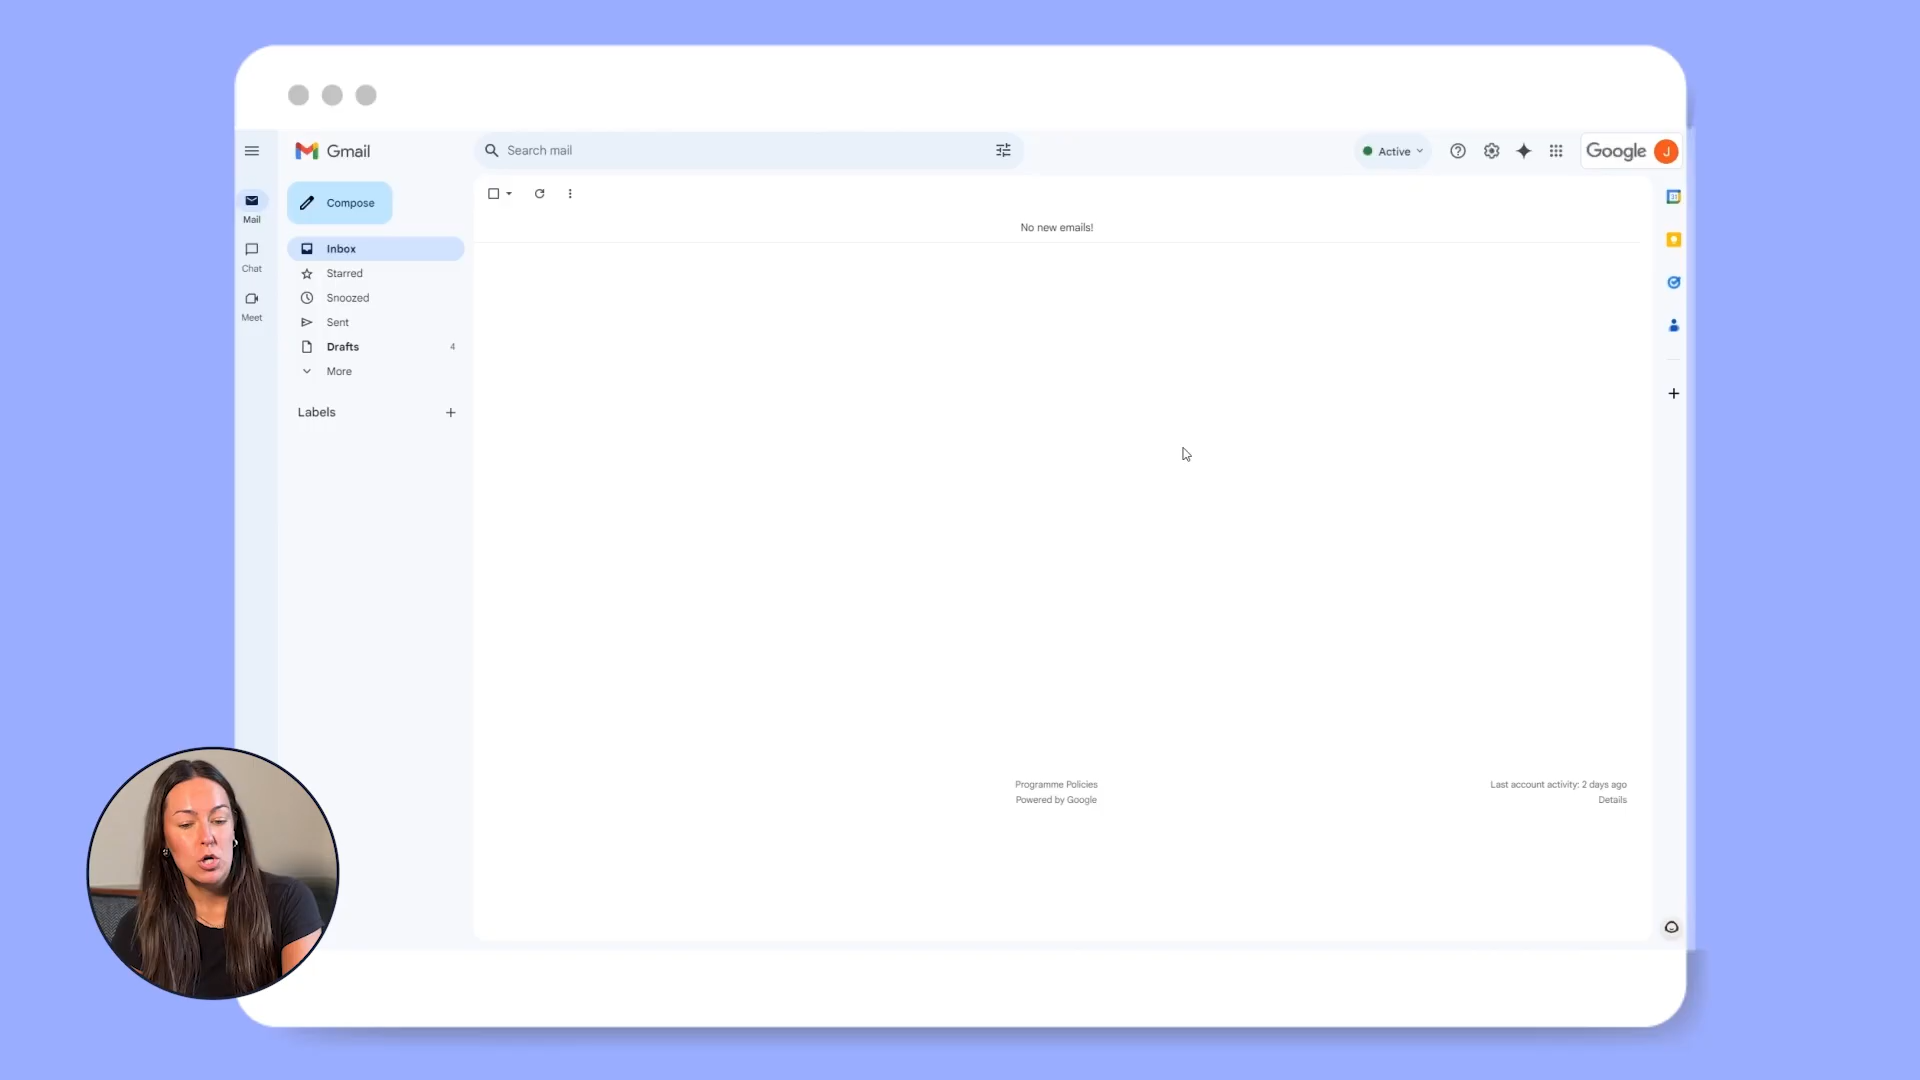 Gmail
Search mail
Active
Google
J
Mail
Chat
Meet
Compose
Inbox
Starred
Snoozed
Sent
Drafts 4
More
Labels
No new emails!
Programme Policies
Powered by Google
Last account activity: 2 days ago
Details